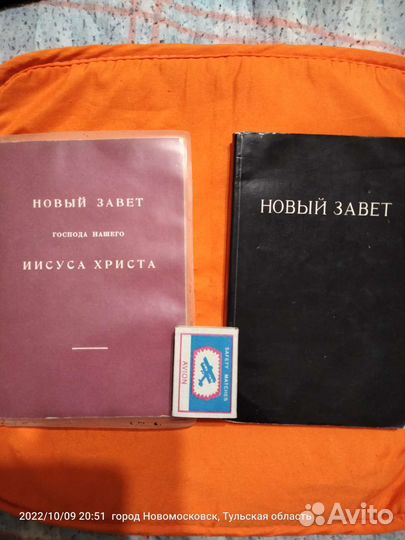 НОВЫЙ ЗАВЕТ
ГОСПОДА НАШЕГО
ИИСУСА ХРИСТА
НОВЫЙ ЗАВЕТ
SAFETY MATCHES
AVION
2022/10/09 20:51 город Новомосковск, Тульская область
Avito